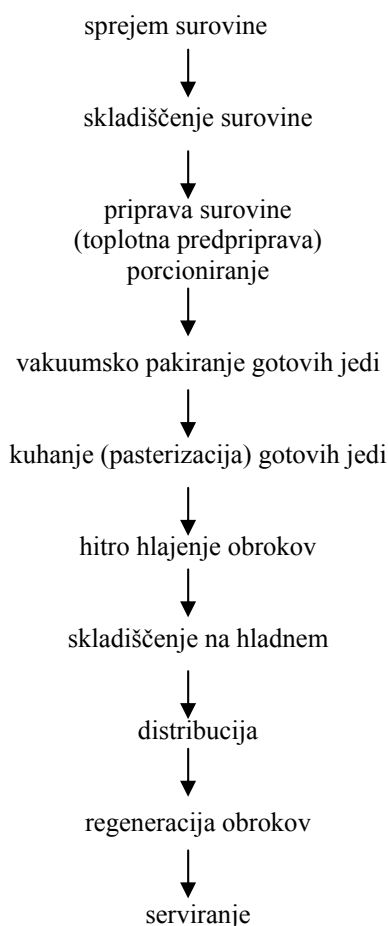 sprejem surovine
skladiščenje surovine
priprava surovine
(toplotna predpriprava)
porcioniranje
vakuumsko pakiranje gotovih jedi
kuhanje (pasterizacija) gotovih jedi
hitro hlajenje obrokov
skladiščenje na hladnem
distribucija
regeneracija obrokov
serviranje